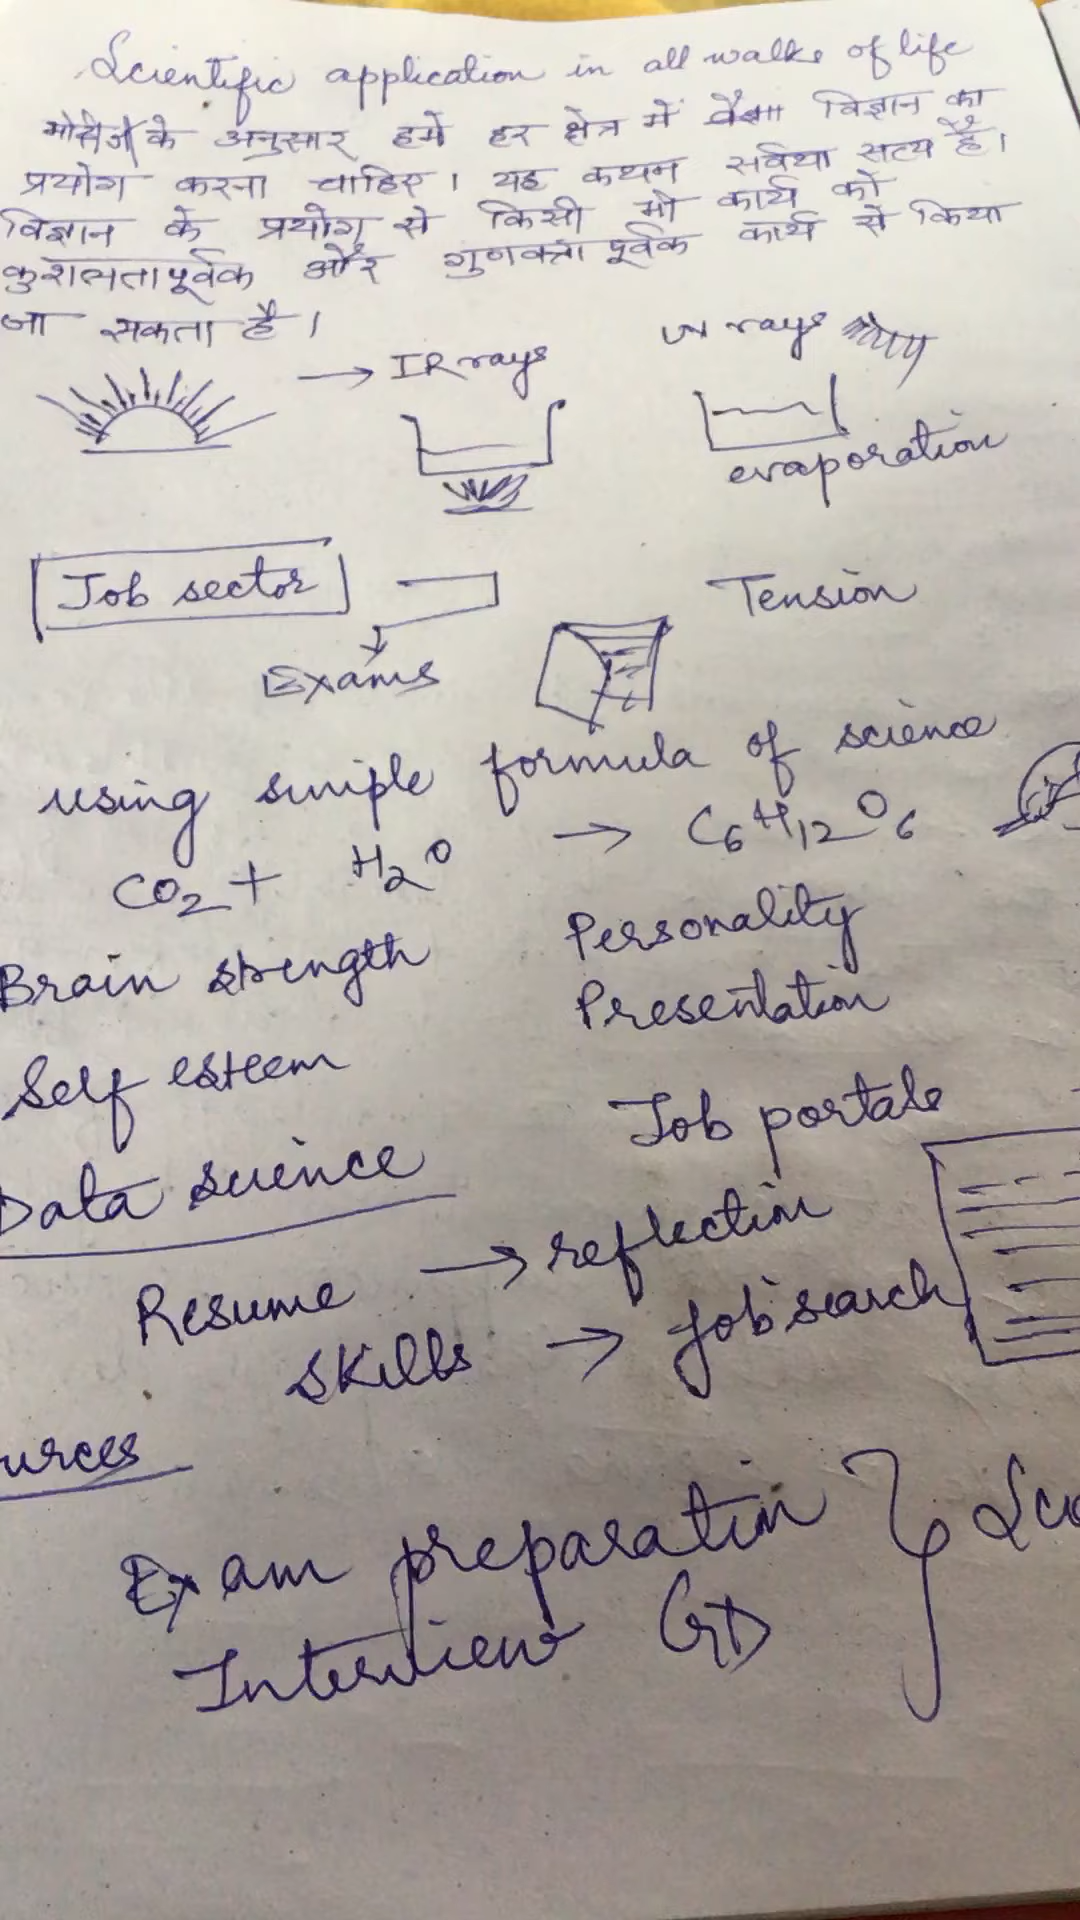 Scientific application in all walks of life
मोदीजी के अनुसार हमें हर क्षेत्र में विज्ञान का
प्रयोग करना चाहिए। यह कथन सर्वथा सत्य है।
विज्ञान के प्रयोग से किसी भी कार्य को
कुशलतापूर्वक और गुणवत्तापूर्वक कार्य से किया
जा सकता है।
→ IR rays
UV rays
evaporation
Job sector
Tension
Exams
using simple formula of science
CO2 + H2O → C6H12O6
Brain strength
Personality
Presentation
Self esteem
Job portals
Data science
Resume → reflection
Skills → job search
urces
Exam preparation
Interview GD